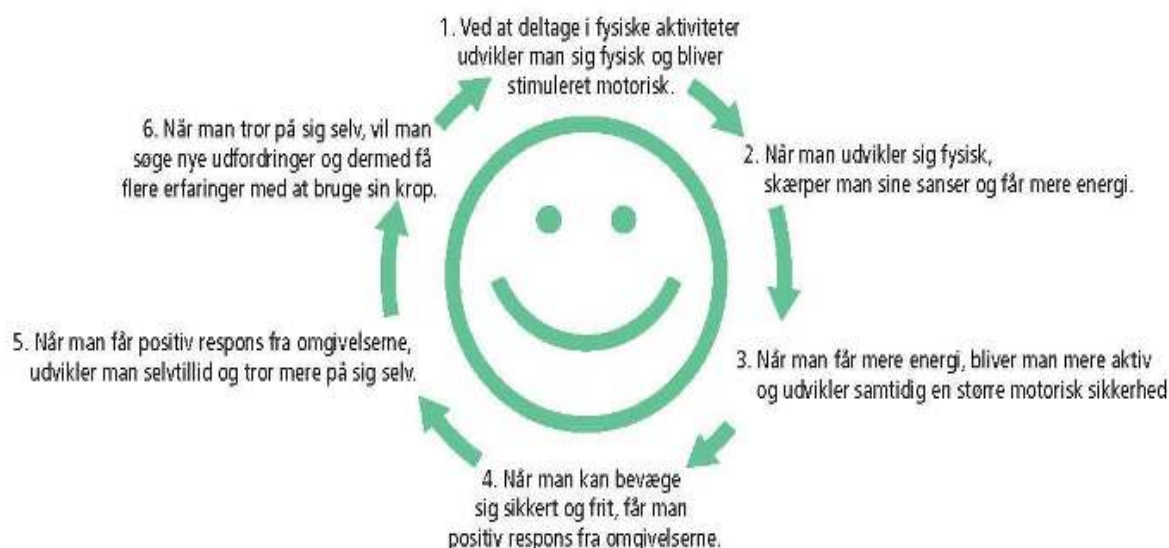 1. Ved at deltage i fysiske aktiviteter
udvikler man sig fysisk og bliver
stimuleret motorisk.
2. Når man udvikler sig fysisk,
skærper man sine sanser og får mere energi.
3. Når man får mere energi, bliver man mere aktiv
og udvikler samtidig en større motorisk sikkerhed
4. Når man kan bevæge
sig sikkert og frit, får man
positiv respons fra omgivelserne.
5. Når man får positiv respons fra omgivelserne,
udvikler man selvtillid og tror mere på sig selv.
6. Når man tror på sig selv, vil man
søge nye udfordringer og dermed få
flere erfaringer med at bruge sin krop.